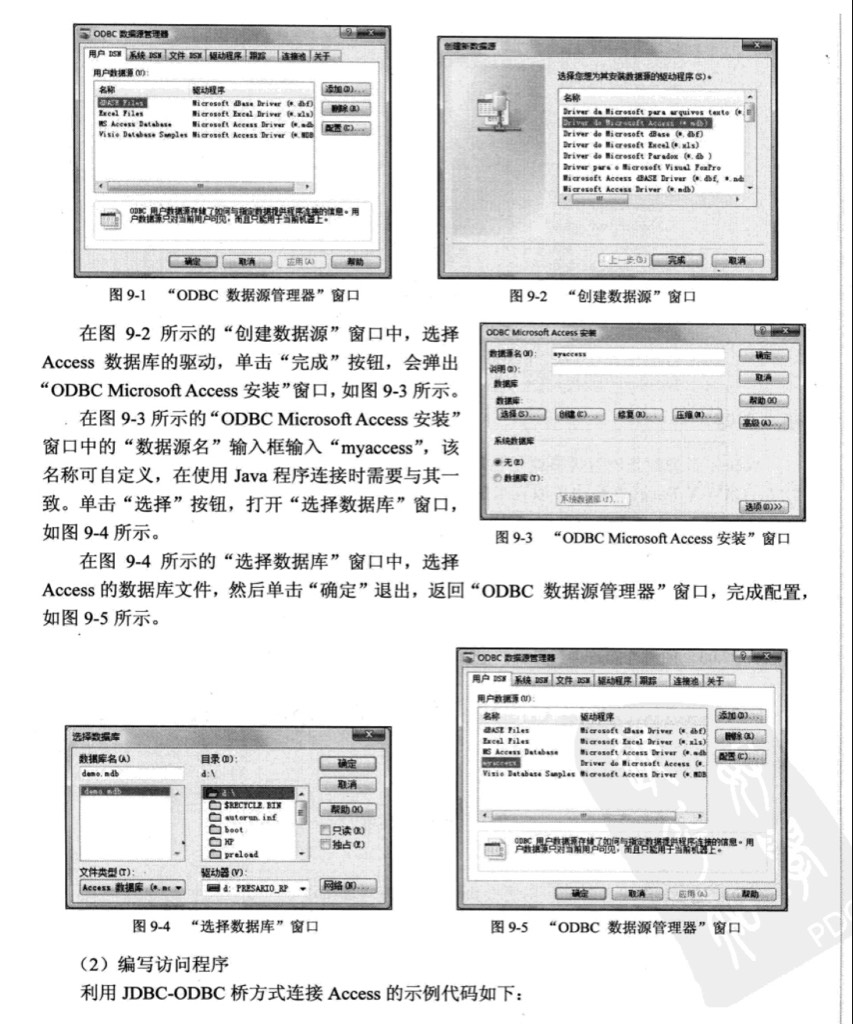 ODBC 数据源管理器
用户 DSN 系统 DSN 文件 DSN 驱动程序 跟踪 连接池 关于
用户数据源(U):
名称 驱动程序
dBASE Files Microsoft dBase Driver (*.dbf)
Excel Files Microsoft Excel Driver (*.xls)
MS Access Database Microsoft Access Driver (*.mdb
Visio Database Samples Microsoft Access Driver (*.MDB
添加(D)...
删除(R)
配置(C)...
ODBC 用户数据源存储了如何与指定数据提供程序连接的信息。用
户数据源只对当前用户可见，而且只能用于当前机器上。
确定 取消 应用(A) 帮助
图 9-1 “ODBC 数据源管理器”窗口
创建新数据源
选择您想为其安装数据源的驱动程序(S)。
名称
Driver da Microsoft para arquivos texto (*.
Driver do Microsoft Access (*.mdb)
Driver do Microsoft dBase (*.dbf)
Driver do Microsoft Excel(*.xls)
Driver do Microsoft Paradox (*.db )
Driver para o Microsoft Visual FoxPro
Microsoft Access dBASE Driver (*.dbf, *.nd
Microsoft Access Driver (*.mdb)
上一步(B) 完成 取消
图 9-2 “创建数据源”窗口
在图 9-2 所示的“创建数据源”窗口中，选择
Access 数据库的驱动，单击“完成”按钮，会弹出
“ODBC Microsoft Access 安装”窗口，如图 9-3 所示。
在图 9-3 所示的“ODBC Microsoft Access 安装”
窗口中的“数据源名”输入框输入“myaccess”，该
名称可自定义，在使用 Java 程序连接时需要与其一
致。单击“选择”按钮，打开“选择数据库”窗口，
如图 9-4 所示。
ODBC Microsoft Access 安装
数据源名(N): myaccess
说明(D):
数据库
数据库:
选择(S)... 创建(C)... 修复(R)... 压缩(M)...
系统数据库
无(E)
数据库(T):
系统数据库(Y)...
确定
取消
帮助(H)
高级(A)...
选项(O)>>
图 9-3 “ODBC Microsoft Access 安装”窗口
在图 9-4 所示的“选择数据库”窗口中，选择
Access 的数据库文件，然后单击“确定”退出，返回“ODBC 数据源管理器”窗口，完成配置，
如图 9-5 所示。
选择数据库
数据库名(A) 目录(D):
demo.mdb d:\
demo.mdb d:\
$RECYCLE.BIN
autorun.inf
boot
HP
preload
确定
取消
帮助(H)
只读(R)
独占(E)
文件类型(T): 驱动器(V):
Access 数据库 (*.m d: PRESARIO_RP 网络(N)...
图 9-4 “选择数据库”窗口
ODBC 数据源管理器
用户 DSN 系统 DSN 文件 DSN 驱动程序 跟踪 连接池 关于
用户数据源(U):
名称 驱动程序
dBASE Files Microsoft dBase Driver (*.dbf)
Excel Files Microsoft Excel Driver (*.xls)
MS Access Database Microsoft Access Driver (*.mdb
myaccess Driver do Microsoft Access (*.
Visio Database Samples Microsoft Access Driver (*.MDB
添加(D)...
删除(R)
配置(C)...
ODBC 用户数据源存储了如何与指定数据提供程序连接的信息。用
户数据源只对当前用户可见，而且只能用于当前机器上。
确定 取消 应用(A) 帮助
图 9-5 “ODBC 数据源管理器”窗口
（2）编写访问程序
利用 JDBC-ODBC 桥方式连接 Access 的示例代码如下：